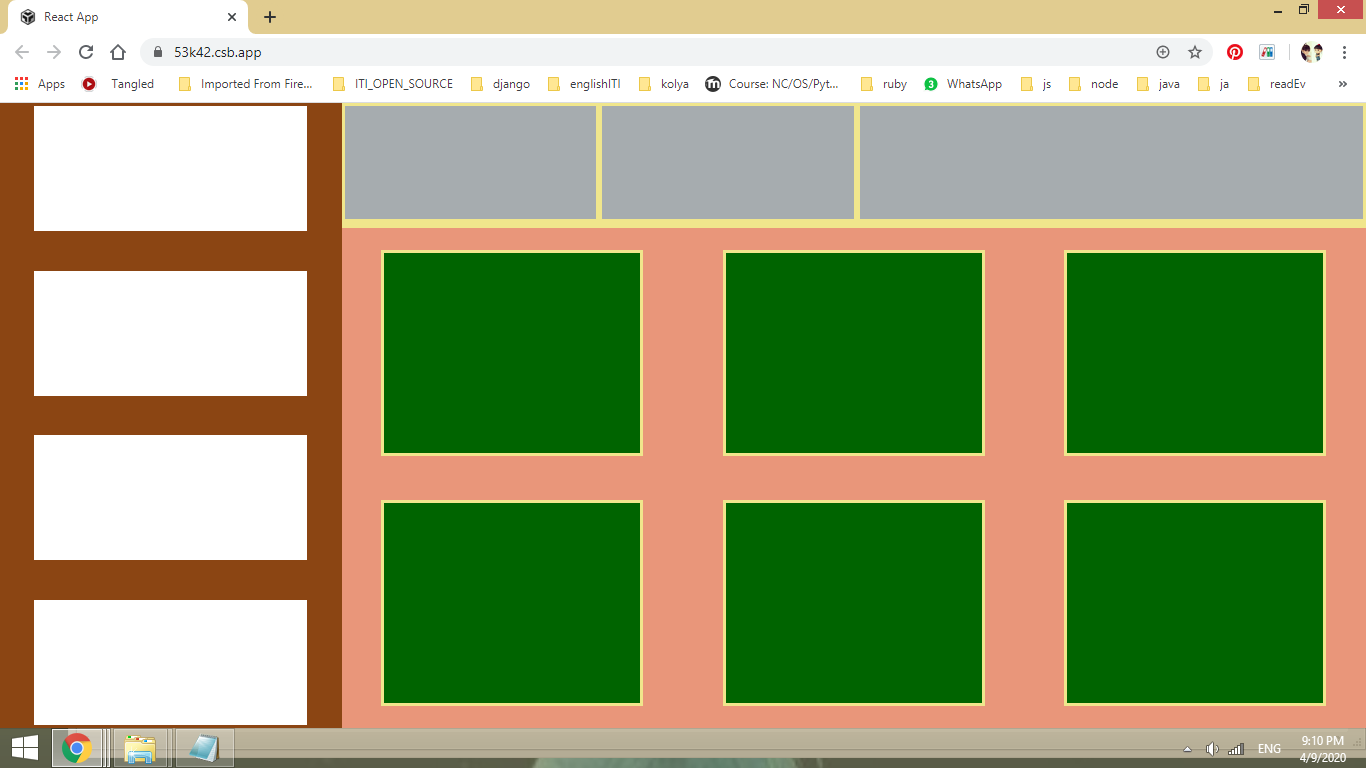 React App
53k42.csb.app
Apps Tangled Imported From Fire... ITI_OPEN_SOURCE django englishITI kolya m Course: NC/OS/Pyt... ruby 3 WhatsApp js node java ja readEv »
ENG 9:10 PM
4/9/2020